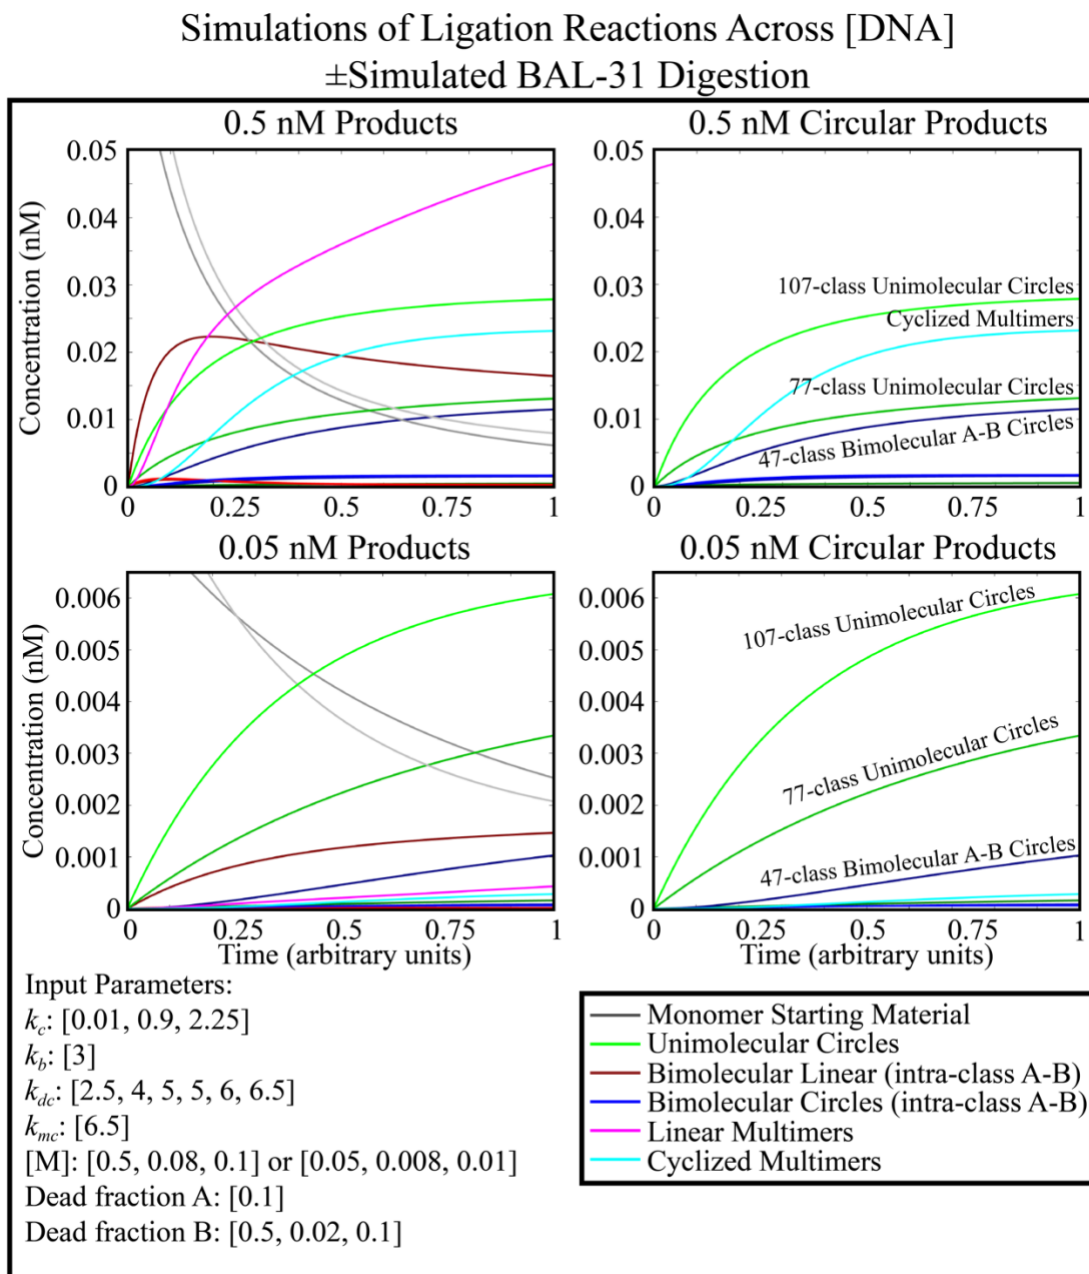 Simulations of Ligation Reactions Across [DNA]
±Simulated BAL-31 Digestion
0.5 nM Products
0.05
0.04
0.03
0.02
0.01
0
Concentration (nM)
0 0.25 0.5 0.75 1
0.5 nM Circular Products
0.05
0.04
0.03
0.02
0.01
0
107-class Unimolecular Circles
Cyclized Multimers
77-class Unimolecular Circles
47-class Bimolecular A-B Circles
0 0.25 0.5 0.75 1
0.05 nM Products
0.006
0.005
0.004
0.003
0.002
0.001
0
Concentration (nM)
0 0.25 0.5 0.75 1
Time (arbitrary units)
0.05 nM Circular Products
0.006
0.005
0.004
0.003
0.002
0.001
0
107-class Unimolecular Circles
77-class Unimolecular Circles
47-class Bimolecular A-B Circles
0 0.25 0.5 0.75 1
Time (arbitrary units)
Input Parameters:
kc: [0.01, 0.9, 2.25]
kb: [3]
kdc: [2.5, 4, 5, 5, 6, 6.5]
kmc: [6.5]
[M]: [0.5, 0.08, 0.1] or [0.05, 0.008, 0.01]
Dead fraction A: [0.1]
Dead fraction B: [0.5, 0.02, 0.1]
Monomer Starting Material
Unimolecular Circles
Bimolecular Linear (intra-class A-B)
Bimolecular Circles (intra-class A-B)
Linear Multimers
Cyclized Multimers